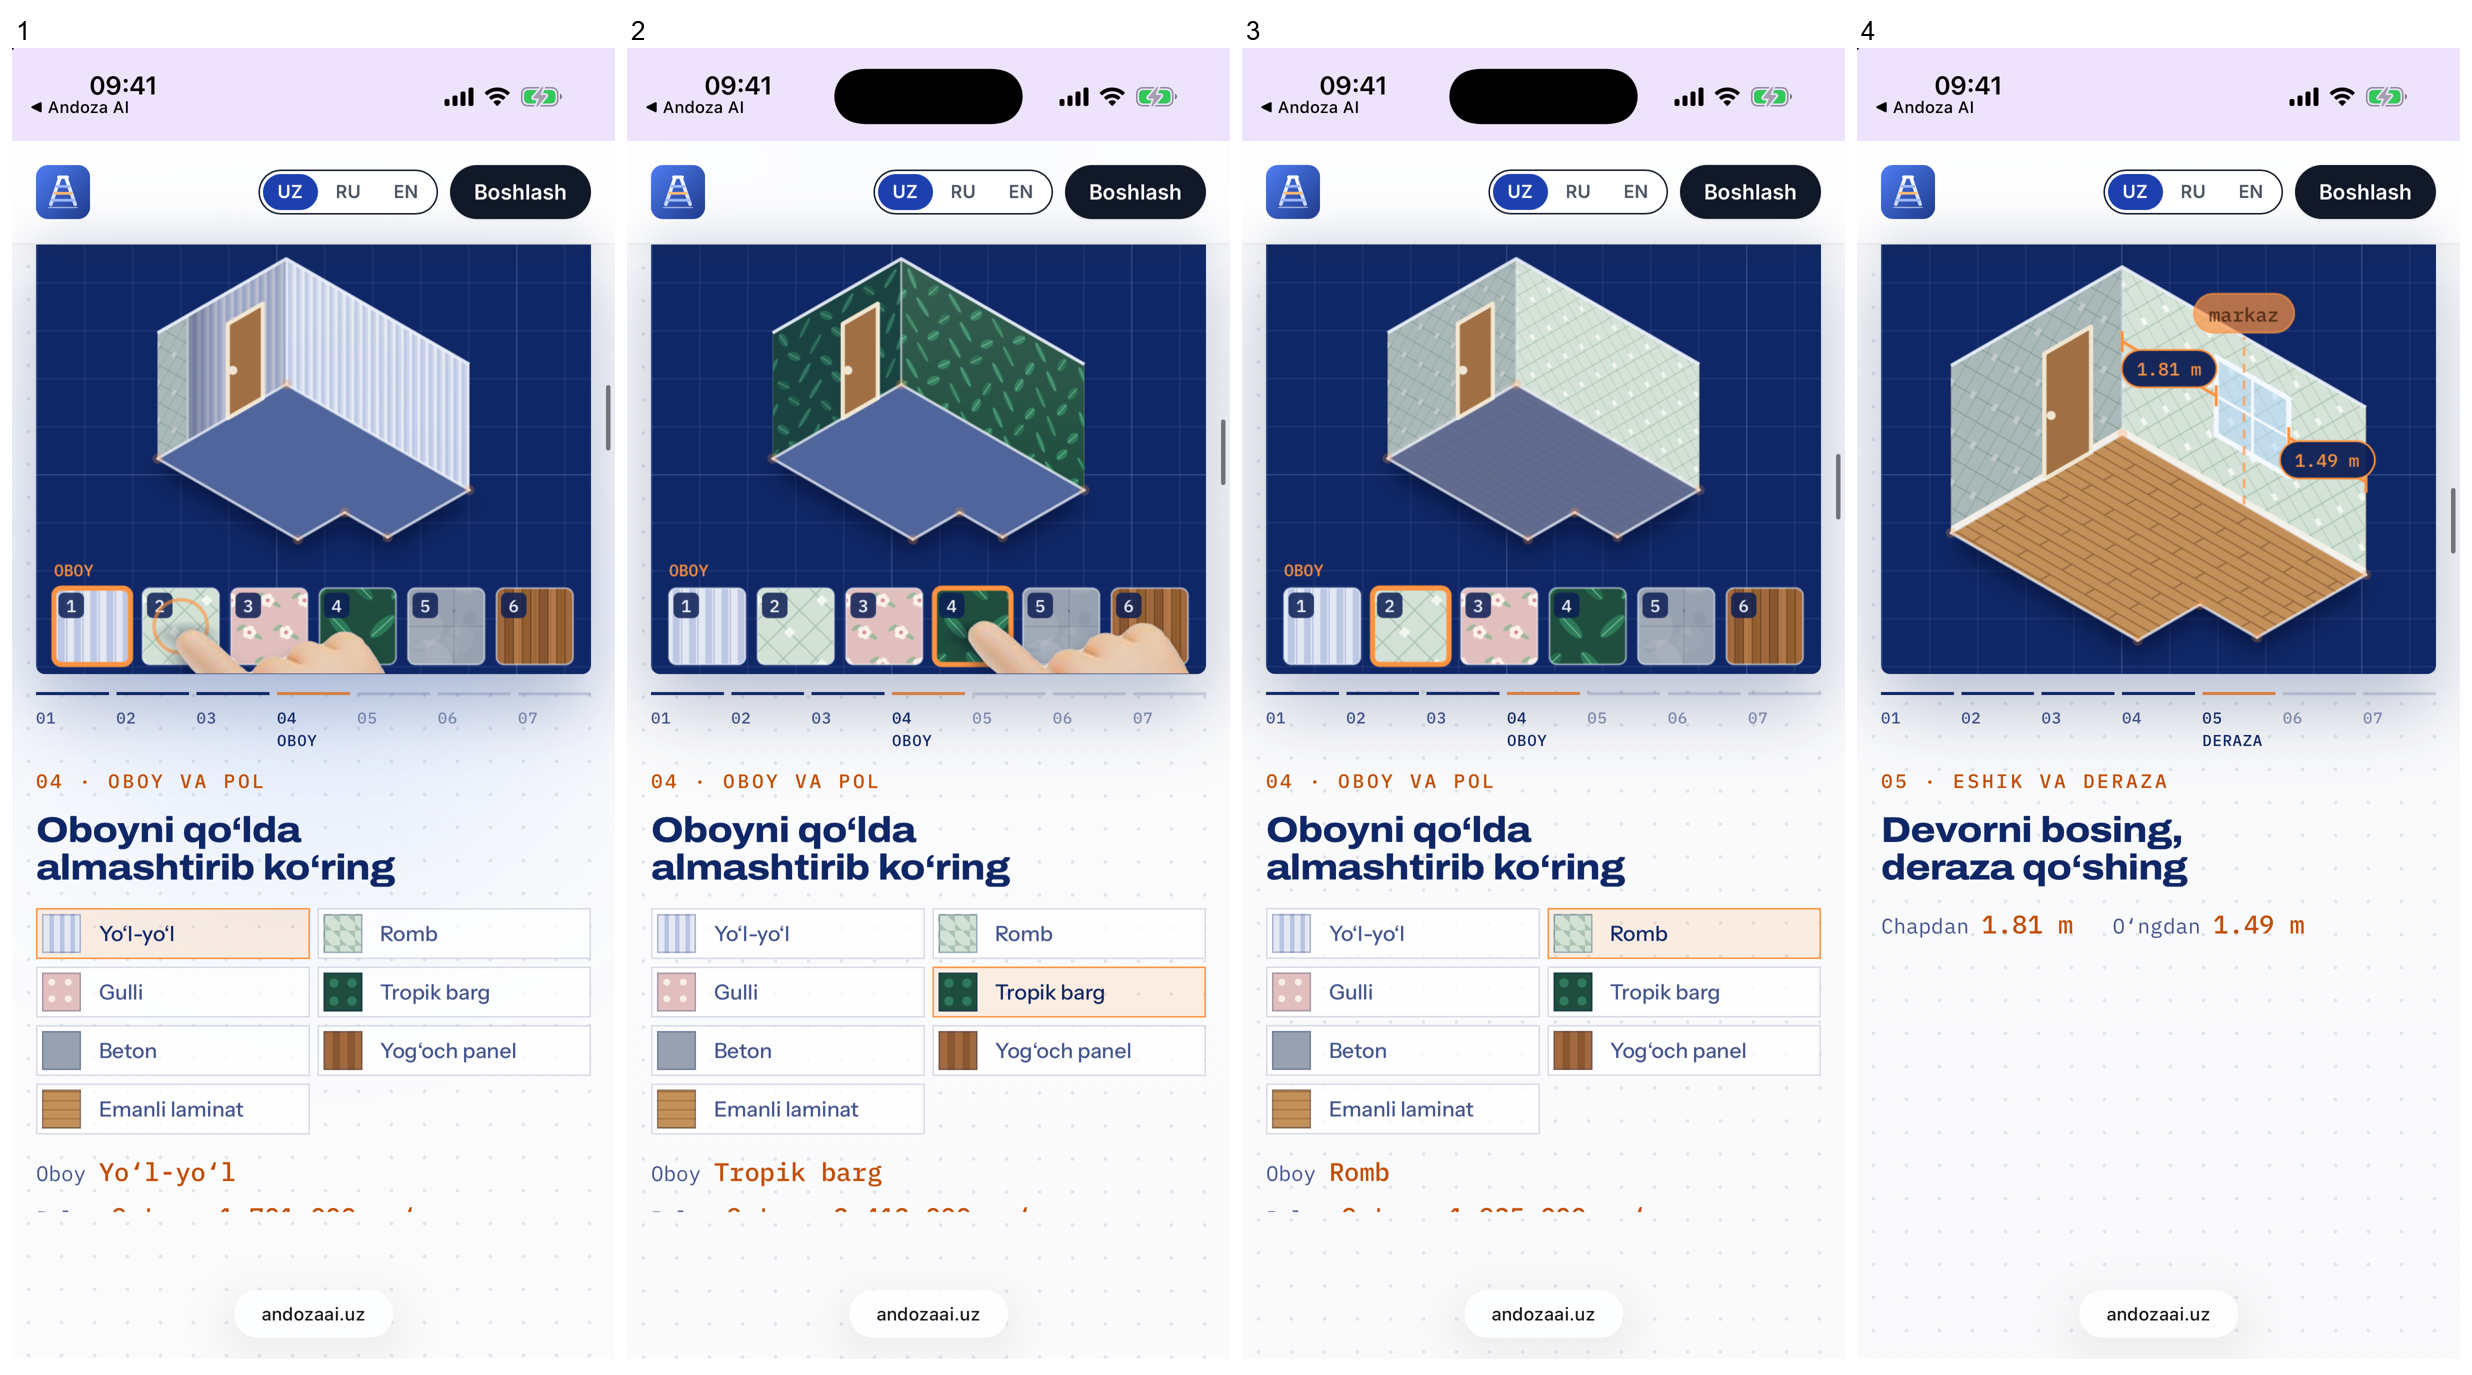 1
09:41
◀ Andoza AI
UZ RU EN
Boshlash
OBOY
1 2 3 4 5 6
01 02 03 04 05 06 07
OBOY
04 · OBOY VA POL
Oboyni qo‘lda
almashtirib ko‘ring
Yo‘l-yo‘l
Romb
Gulli
Tropik barg
Beton
Yog‘och panel
Emanli laminat
Oboy Yo‘l-yo‘l
andozaai.uz
2
09:41
◀ Andoza AI
UZ RU EN
Boshlash
OBOY
1 2 3 4 5 6
01 02 03 04 05 06 07
OBOY
04 · OBOY VA POL
Oboyni qo‘lda
almashtirib ko‘ring
Yo‘l-yo‘l
Romb
Gulli
Tropik barg
Beton
Yog‘och panel
Emanli laminat
Oboy Tropik barg
andozaai.uz
3
09:41
◀ Andoza AI
UZ RU EN
Boshlash
OBOY
1 2 3 4 5 6
01 02 03 04 05 06 07
OBOY
04 · OBOY VA POL
Oboyni qo‘lda
almashtirib ko‘ring
Yo‘l-yo‘l
Romb
Gulli
Tropik barg
Beton
Yog‘och panel
Emanli laminat
Oboy Romb
andozaai.uz
4
09:41
◀ Andoza AI
UZ RU EN
Boshlash
markaz
1.81 m
1.49 m
01 02 03 04 05 06 07
DERAZA
05 · ESHIK VA DERAZA
Devorni bosing,
deraza qo‘shing
Chapdan 1.81 m O‘ngdan 1.49 m
andozaai.uz